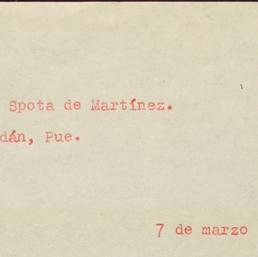 Spota de Martínez.
dán, Pue.
7 de marzo